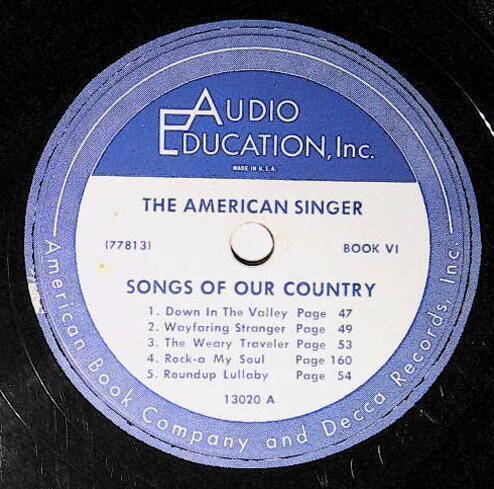 AUDIO
EDUCATION, Inc.
MADE IN U.S.A.
THE AMERICAN SINGER
(77813)
BOOK VI
SONGS OF OUR COUNTRY
1. Down In The Valley Page 47
2. Wayfaring Stranger Page 49
3. The Weary Traveler Page 53
4. Rock-a My Soul Page 160
5. Roundup Lullaby Page 54
13020 A
American Book Company and Decca Records, Inc.